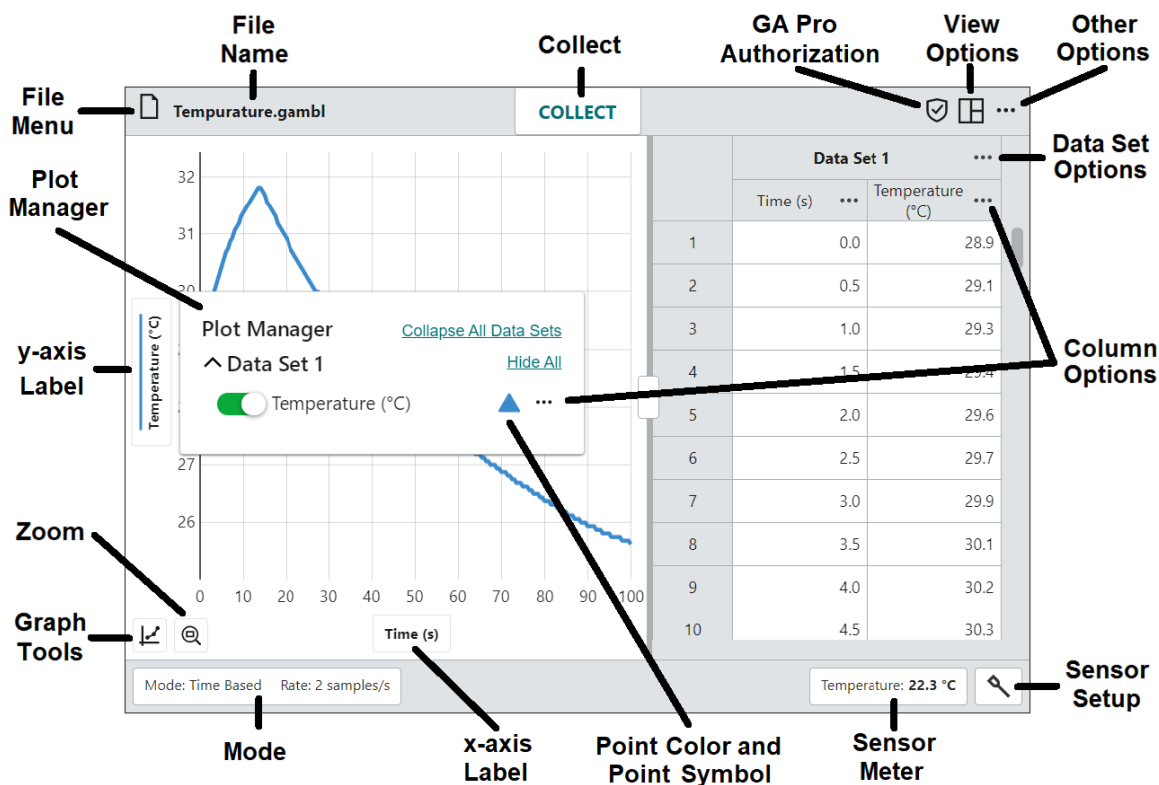 File
Name
Collect
GA Pro
Authorization
View
Options
Other
Options
File
Menu
Tempurature.gambl
COLLECT
Plot
Manager
32
31
30
27
26
0 10 20 30 40 50 60 70 80 90 100
y-axis
Label
Temperature (°C)
Plot Manager
Collapse All Data Sets
Data Set 1
Hide All
Temperature (°C)
Data Set 1
Data Set
Options
Time (s)
Temperature
(°C)
1 0.0 28.9
2 0.5 29.1
3 1.0 29.3
4 1.5 29.4
5 2.0 29.6
6 2.5 29.7
7 3.0 29.9
8 3.5 30.1
9 4.0 30.2
10 4.5 30.3
Column
Options
Zoom
Graph
Tools
Time (s)
Mode: Time Based Rate: 2 samples/s
Temperature: 22.3 °C
Sensor
Setup
Mode
x-axis
Label
Point Color and
Point Symbol
Sensor
Meter